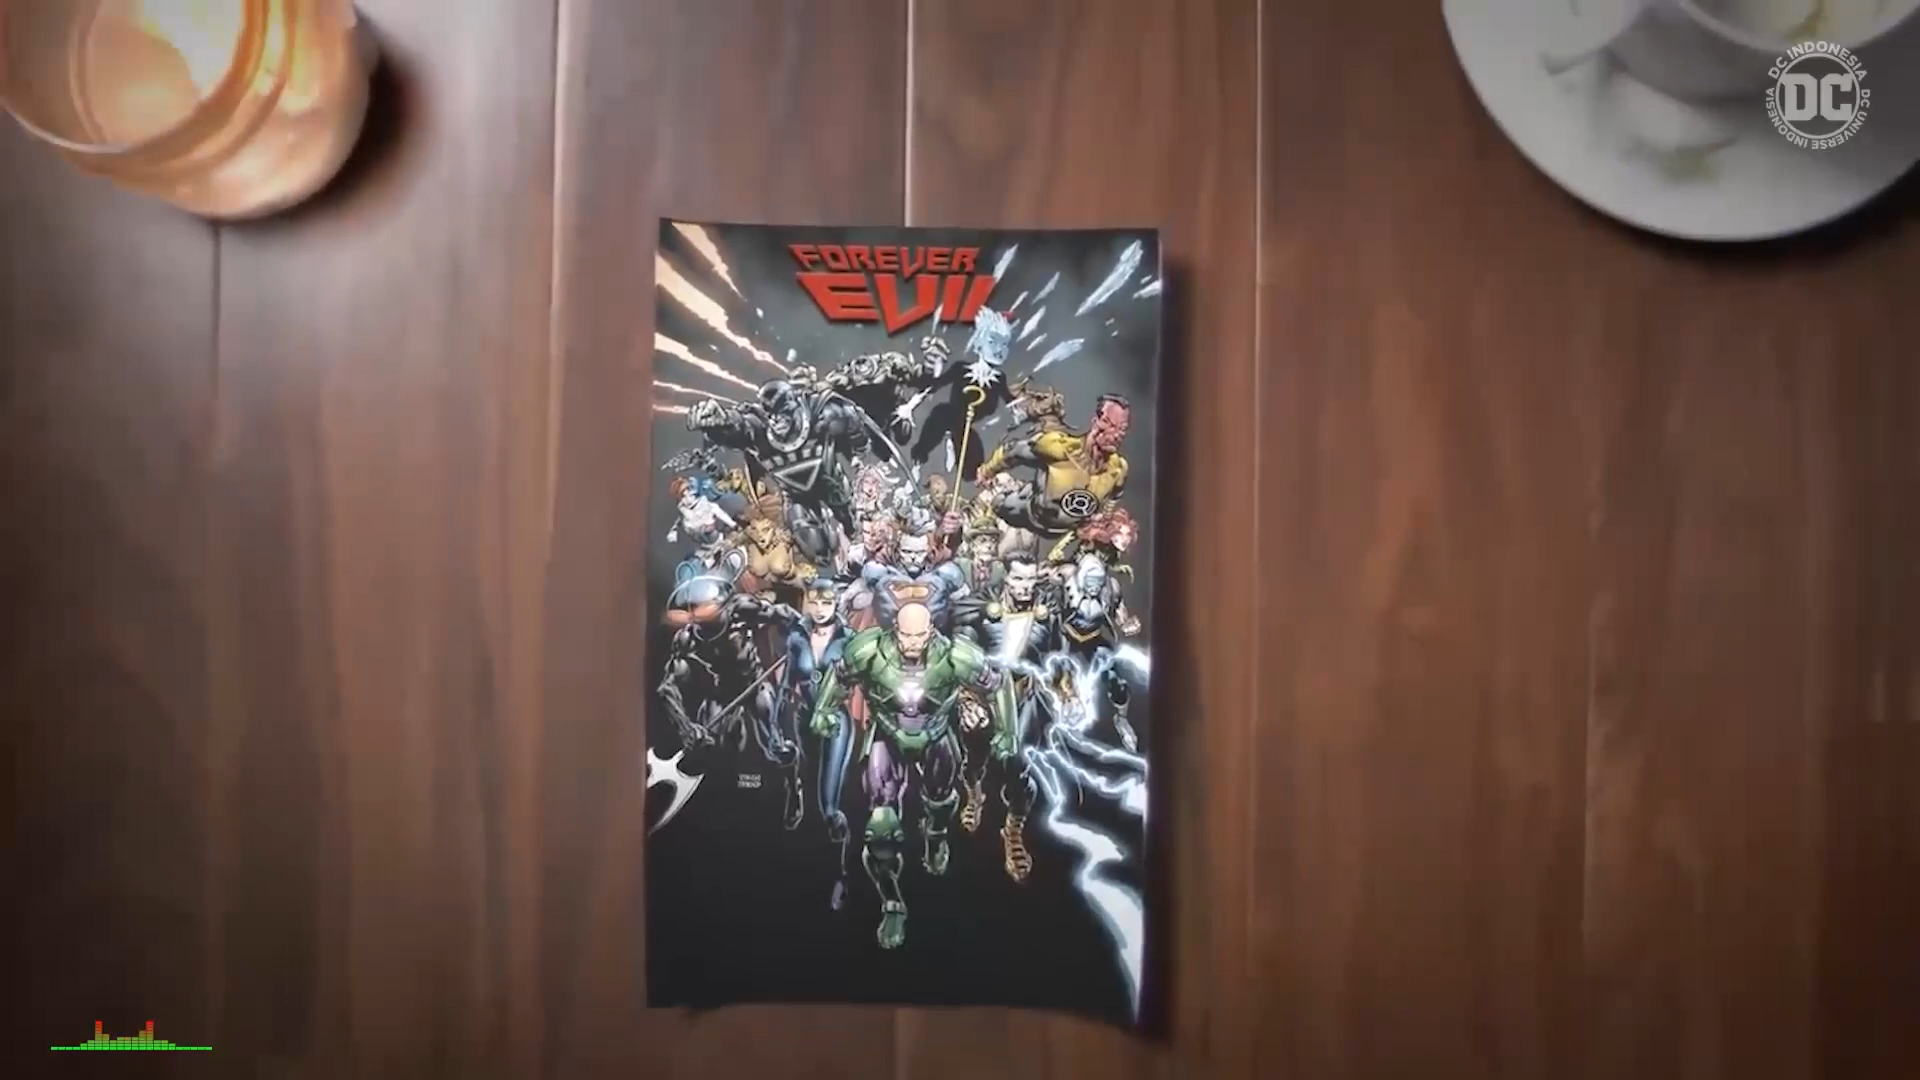 DC INDONESIA
DC
DC UNIVERSE INDONESIA
FOREVER
EVIL